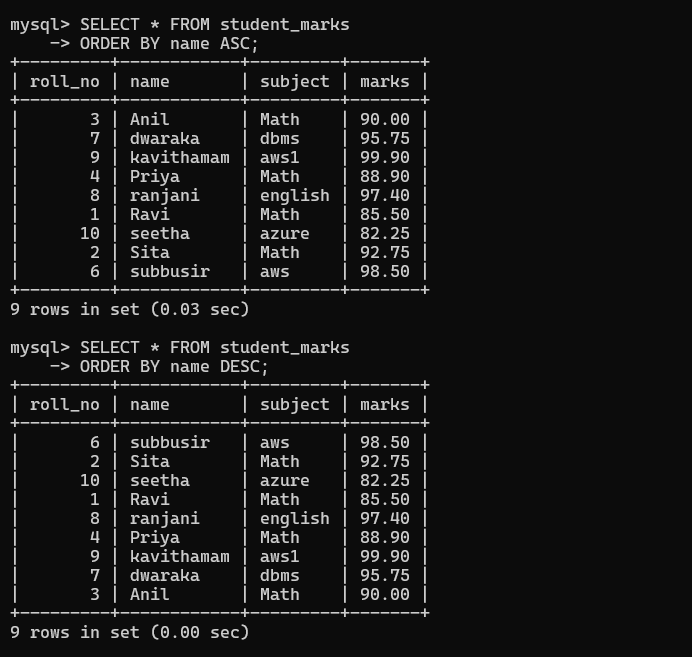 mysql> SELECT * FROM student_marks
    -> ORDER BY name ASC;
+---------+------------+---------+-------+
| roll_no | name       | subject | marks |
+---------+------------+---------+-------+
|       3 | Anil       | Math    | 90.00 |
|       7 | dwaraka    | dbms    | 95.75 |
|       9 | kavithamam | aws1    | 99.90 |
|       4 | Priya      | Math    | 88.90 |
|       8 | ranjani    | english | 97.40 |
|       1 | Ravi       | Math    | 85.50 |
|      10 | seetha     | azure   | 82.25 |
|       2 | Sita       | Math    | 92.75 |
|       6 | subbusir   | aws     | 98.50 |
+---------+------------+---------+-------+
9 rows in set (0.03 sec)

mysql> SELECT * FROM student_marks
    -> ORDER BY name DESC;
+---------+------------+---------+-------+
| roll_no | name       | subject | marks |
+---------+------------+---------+-------+
|       6 | subbusir   | aws     | 98.50 |
|       2 | Sita       | Math    | 92.75 |
|      10 | seetha     | azure   | 82.25 |
|       1 | Ravi       | Math    | 85.50 |
|       8 | ranjani    | english | 97.40 |
|       4 | Priya      | Math    | 88.90 |
|       9 | kavithamam | aws1    | 99.90 |
|       7 | dwaraka    | dbms    | 95.75 |
|       3 | Anil       | Math    | 90.00 |
+---------+------------+---------+-------+
9 rows in set (0.00 sec)